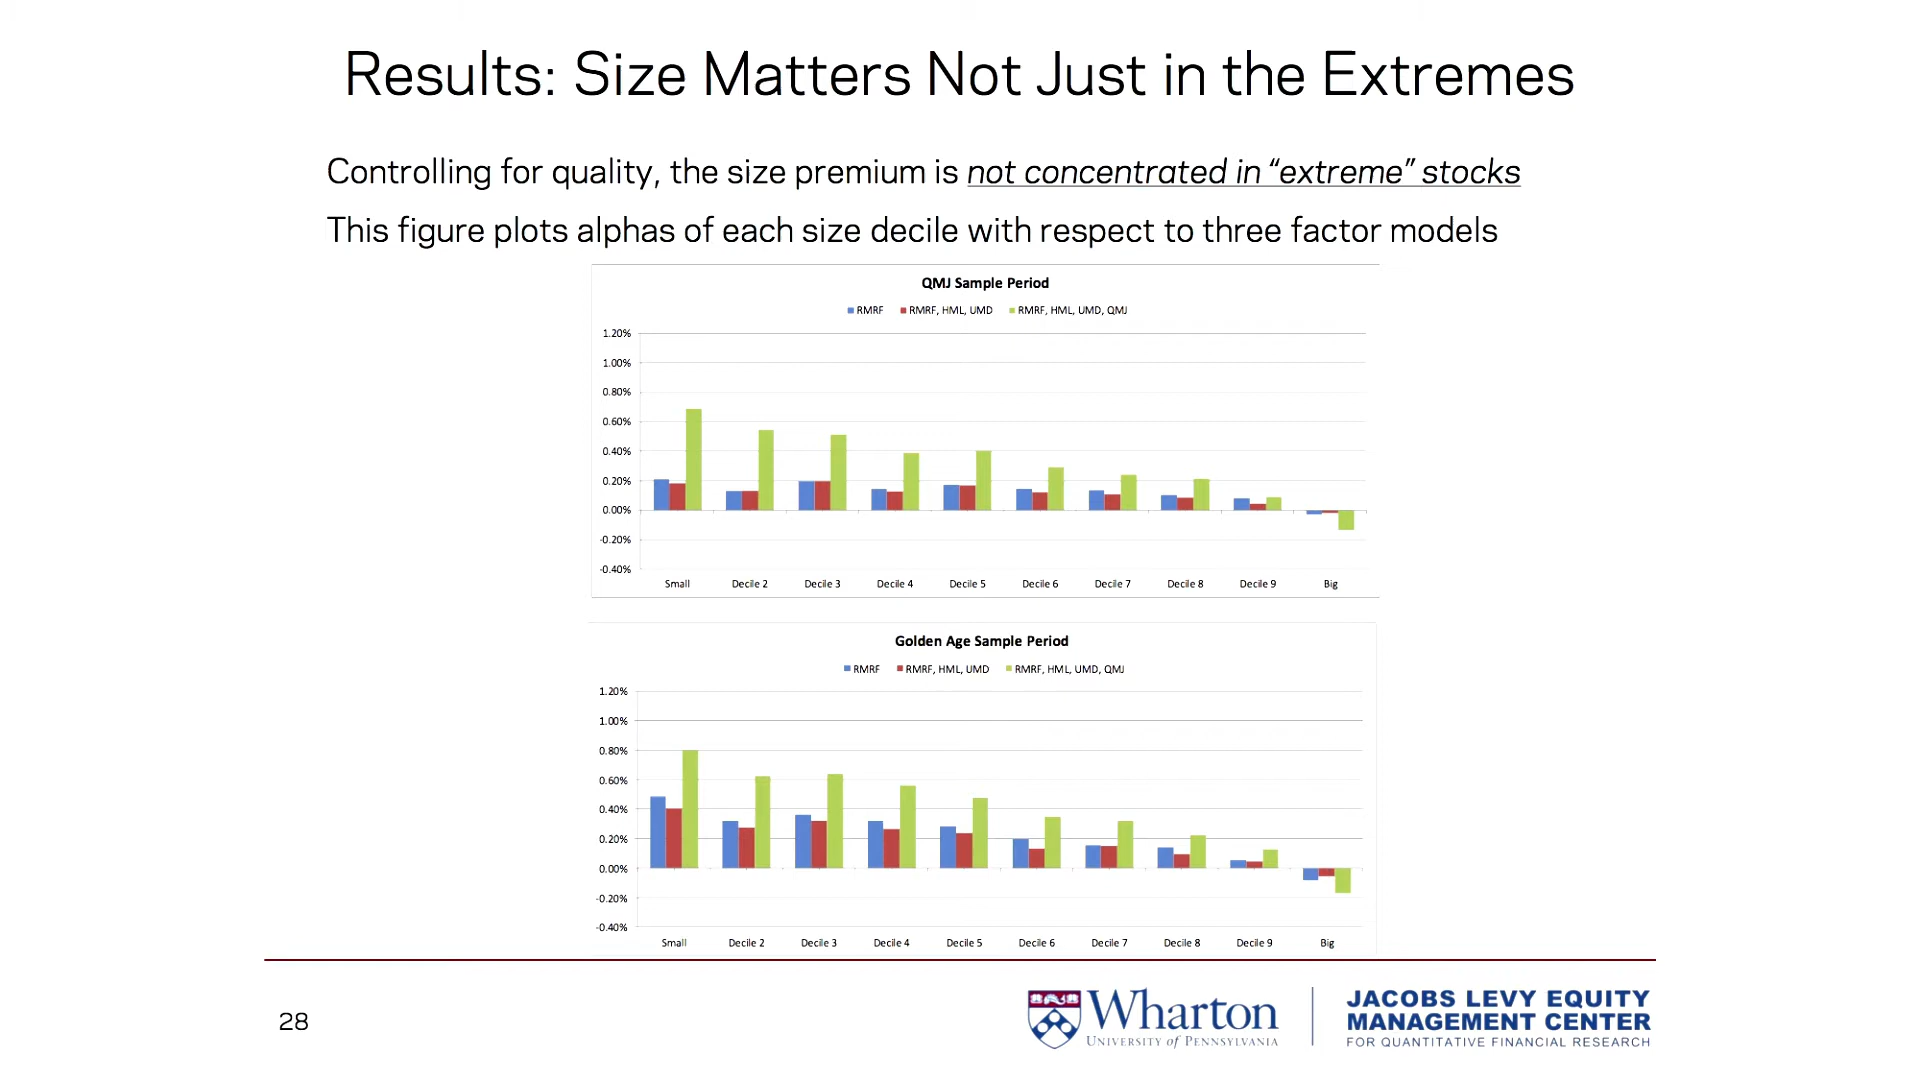 Results: Size Matters Not Just in the Extremes
Controlling for quality, the size premium is not concentrated in “extreme” stocks
This figure plots alphas of each size decile with respect to three factor models
QMJ Sample Period
RMRF RMRF, HML, UMD RMRF, HML, UMD, QMJ
1.20%
1.00%
0.80%
0.60%
0.40%
0.20%
0.00%
-0.20%
-0.40%
Small Decile 2 Decile 3 Decile 4 Decile 5 Decile 6 Decile 7 Decile 8 Decile 9 Big
Golden Age Sample Period
RMRF RMRF, HML, UMD RMRF, HML, UMD, QMJ
1.20%
1.00%
0.80%
0.60%
0.40%
0.20%
0.00%
-0.20%
-0.40%
Small Decile 2 Decile 3 Decile 4 Decile 5 Decile 6 Decile 7 Decile 8 Decile 9 Big
28
Wharton
UNIVERSITY of PENNSYLVANIA
JACOBS LEVY EQUITY
MANAGEMENT CENTER
FOR QUANTITATIVE FINANCIAL RESEARCH